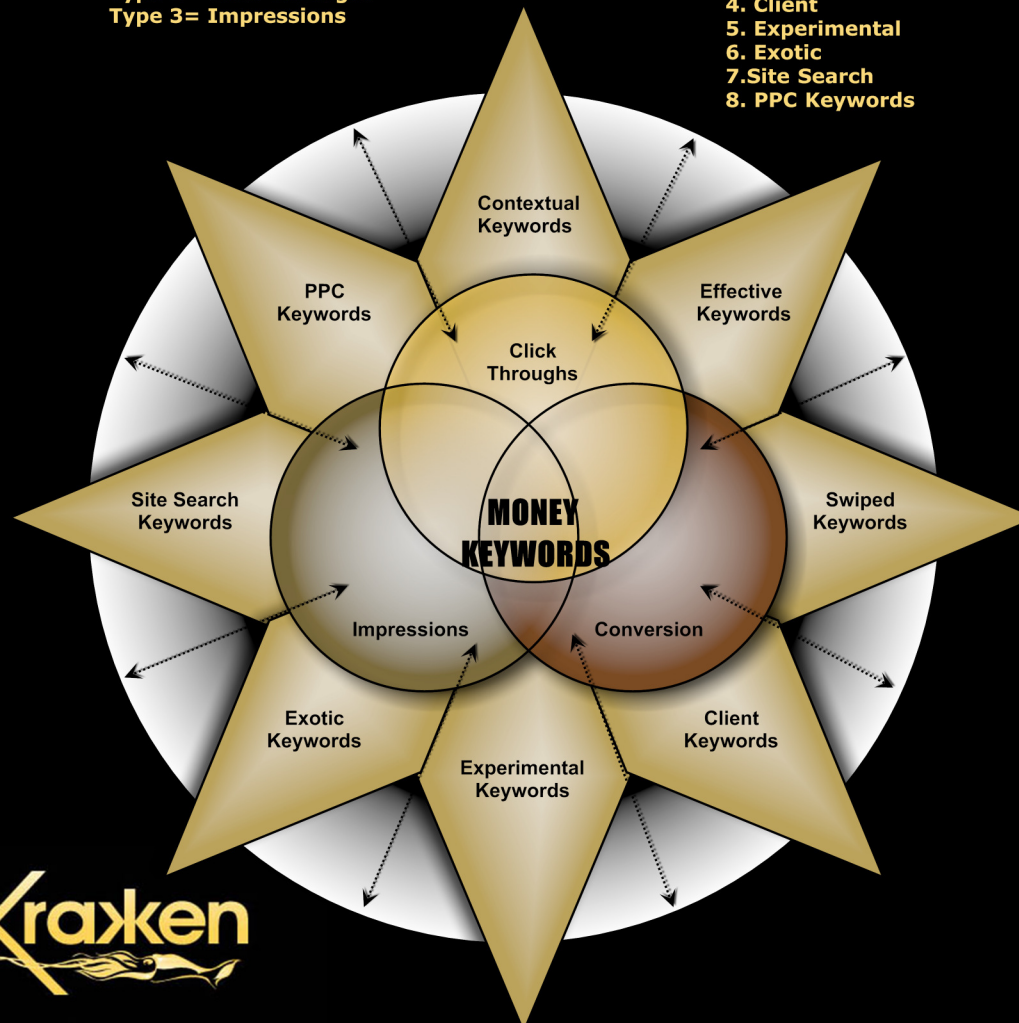 Type 3= Impressions
4. Client
5. Experimental
6. Exotic
7.Site Search
8. PPC Keywords
Contextual
Keywords
PPC
Keywords
Effective
Keywords
Click
Throughs
Site Search
Keywords
MONEY
KEYWORDS
Swiped
Keywords
Impressions
Conversion
Exotic
Keywords
Client
Keywords
Experimental
Keywords
Krakken